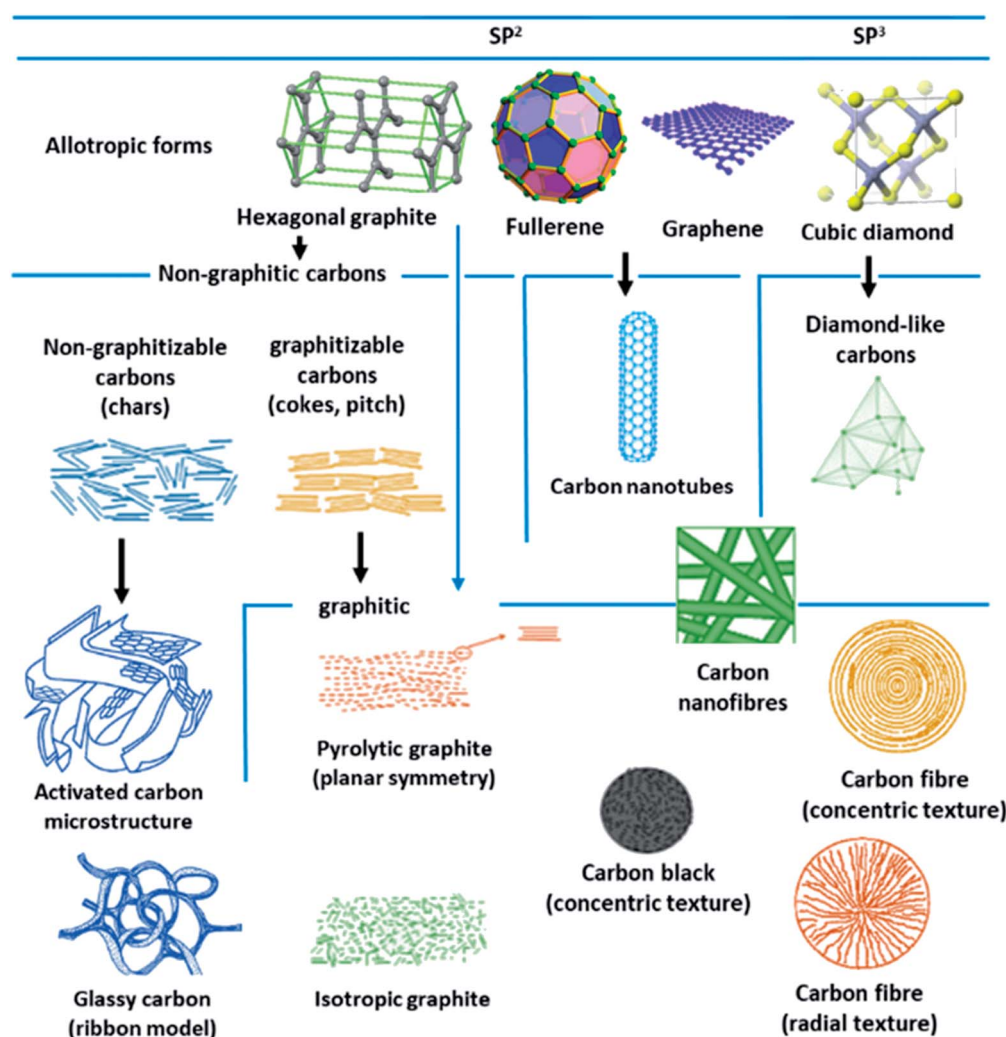 SP²
SP³
Allotropic forms
Hexagonal graphite
Fullerene
Graphene
Cubic diamond
Non-graphitic carbons
Non-graphitizable
carbons
(chars)
graphitizable
carbons
(cokes, pitch)
Carbon nanotubes
Diamond-like
carbons
graphitic
Carbon
nanofibres
Pyrolytic graphite
(planar symmetry)
Activated carbon
microstructure
Carbon fibre
(concentric texture)
Carbon black
(concentric texture)
Glassy carbon
(ribbon model)
Isotropic graphite
Carbon fibre
(radial texture)